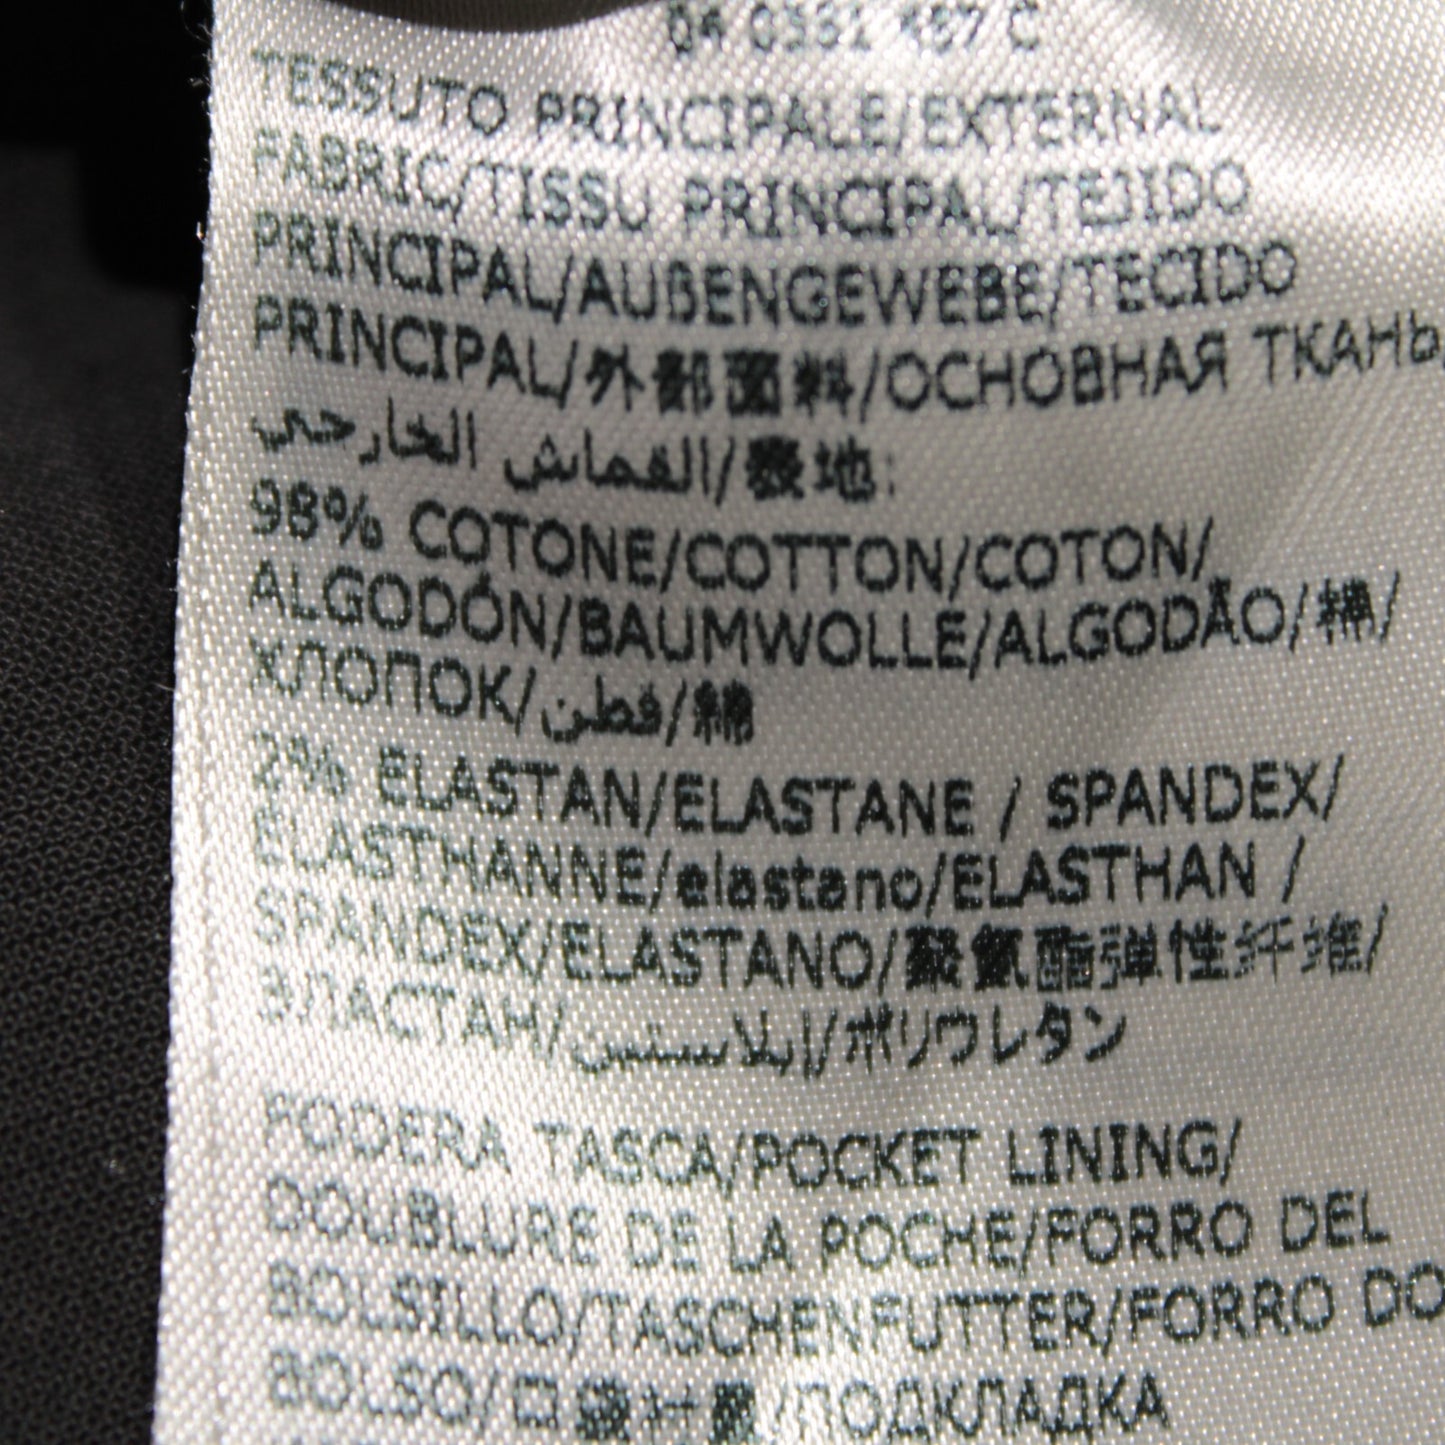 TESSUTO PRINCIPALE/EXTERNAL
FABRIC/TISSU PRINCIPAL/TEJIDO
PRINCIPAL/AUßENGEWEBE/TECIDO
PRINCIPAL/外部面料/ОСНОВНАЯ ТКАНЬ
القماش الخارجي/表地:
98% COTONE/COTTON/COTON/
ALGODÓN/BAUMWOLLE/ALGODÃO/棉/
ХЛОПОК/قطن/綿
2% ELASTAN/ELASTANE / SPANDEX/
ELASTHANNE/elastano/ELASTHAN /
SPANDEX/ELASTANO/聚氨酯弹性纤维/
ЭЛАСТАН/إيلاستين/ポリウレタン
FODERA TASCA/POCKET LINING/
DOUBLURE DE LA POCHE/FORRO DEL
BOLSILLO/TASCHENFUTTER/FORRO DO
BOLSO/口袋衬里/ПОДКЛАДКА